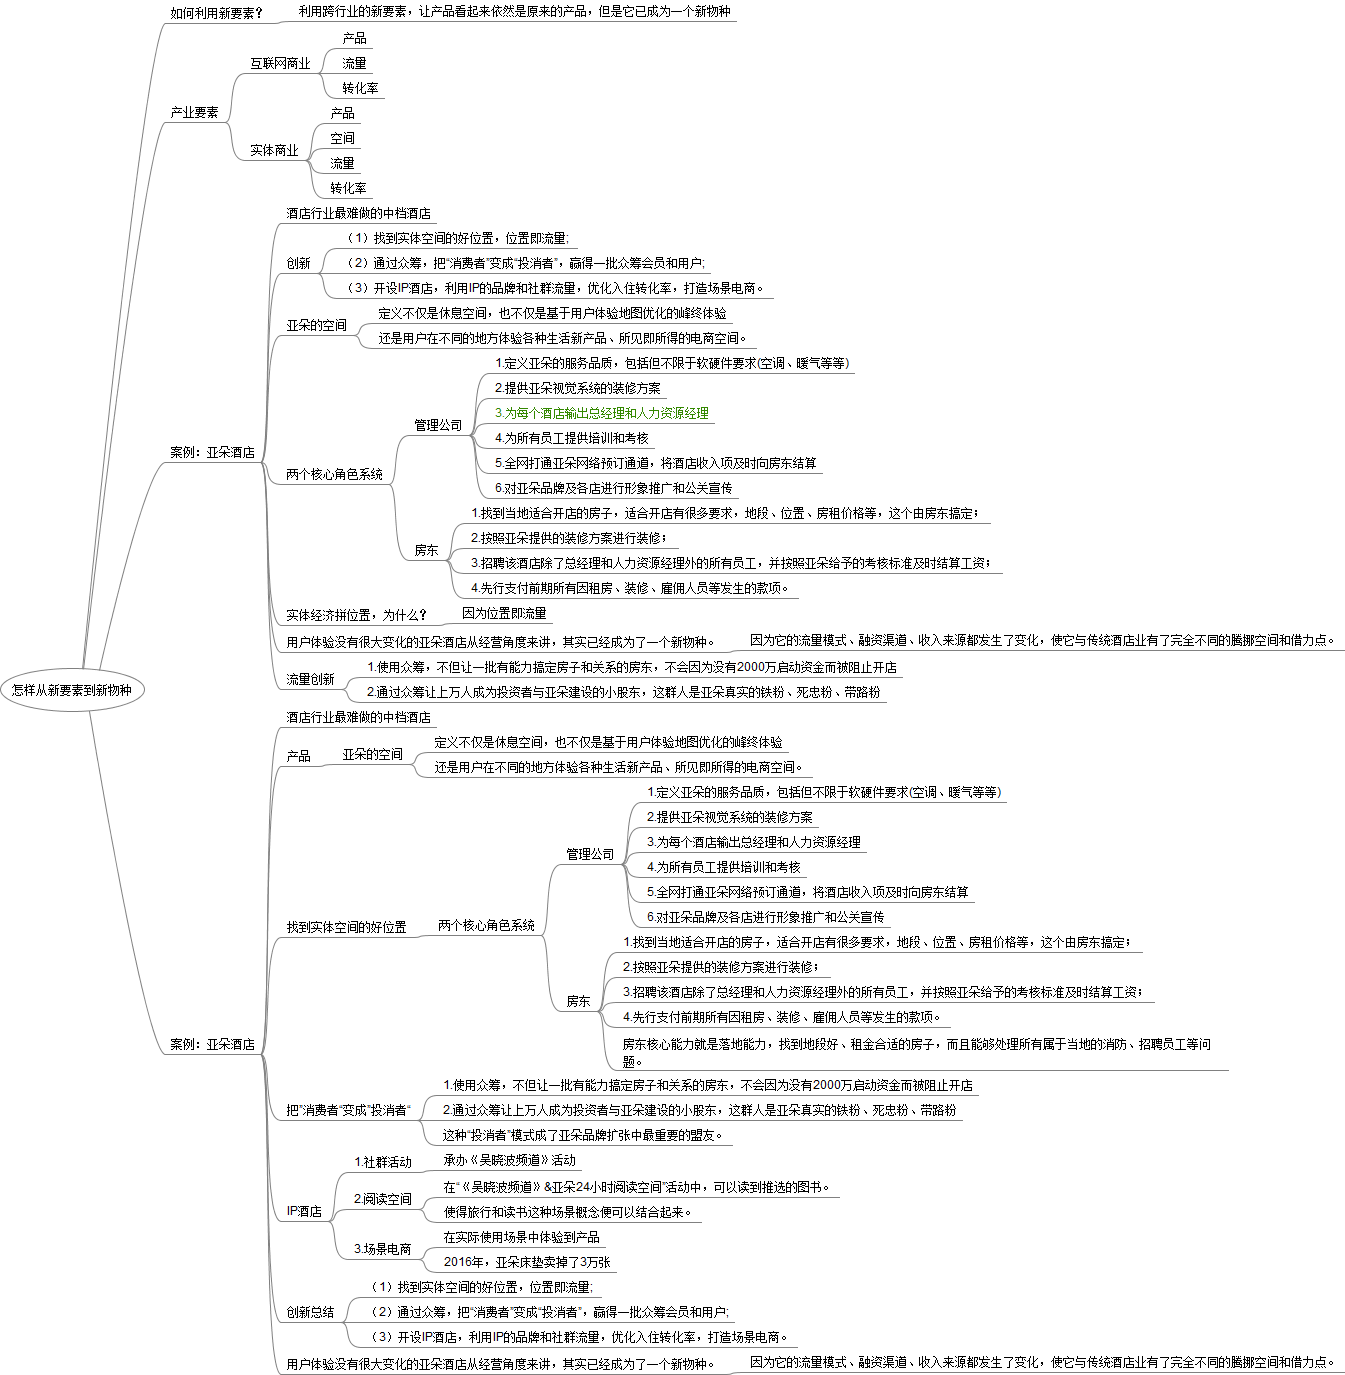 如何利用新要素？
利用跨行业的新要素，让产品看起来依然是原来的产品，但是它已成为一个新物种
产业要素
互联网商业
产品
流量
转化率
实体商业
产品
空间
流量
转化率
怎样从新要素到新物种
案例：亚朵酒店
酒店行业最难做的中档酒店
创新
（1）找到实体空间的好位置，位置即流量;
（2）通过众筹，把“消费者”变成“投消者”，赢得一批众筹会员和用户;
（3）开设IP酒店，利用IP的品牌和社群流量，优化入住转化率，打造场景电商。
亚朵的空间
定义不仅是休息空间，也不仅是基于用户体验地图优化的峰终体验
还是用户在不同的地方体验各种生活新产品、所见即所得的电商空间。
两个核心角色系统
管理公司
1.定义亚朵的服务品质，包括但不限于软硬件要求(空调、暖气等等)
2.提供亚朵视觉系统的装修方案
3.为每个酒店输出总经理和人力资源经理
4.为所有员工提供培训和考核
5.全网打通亚朵网络预订通道，将酒店收入项及时向房东结算
6.对亚朵品牌及各店进行形象推广和公关宣传
房东
1.找到当地适合开店的房子，适合开店有很多要求，地段、位置、房租价格等，这个由房东搞定；
2.按照亚朵提供的装修方案进行装修；
3.招聘该酒店除了总经理和人力资源经理外的所有员工，并按照亚朵给予的考核标准及时结算工资；
4.先行支付前期所有因租房、装修、雇佣人员等发生的款项。
实体经济拼位置，为什么？
因为位置即流量
用户体验没有很大变化的亚朵酒店从经营角度来讲，其实已经成为了一个新物种。
因为它的流量模式、融资渠道、收入来源都发生了变化，使它与传统酒店业有了完全不同的腾挪空间和借力点。
流量创新
1.使用众筹，不但让一批有能力搞定房子和关系的房东，不会因为没有2000万启动资金而被阻止开店
2.通过众筹让上万人成为投资者与亚朵建设的小股东，这群人是亚朵真实的铁粉、死忠粉、带路粉
案例：亚朵酒店
酒店行业最难做的中档酒店
产品
亚朵的空间
定义不仅是休息空间，也不仅是基于用户体验地图优化的峰终体验
还是用户在不同的地方体验各种生活新产品、所见即所得的电商空间。
找到实体空间的好位置
两个核心角色系统
管理公司
1.定义亚朵的服务品质，包括但不限于软硬件要求(空调、暖气等等)
2.提供亚朵视觉系统的装修方案
3.为每个酒店输出总经理和人力资源经理
4.为所有员工提供培训和考核
5.全网打通亚朵网络预订通道，将酒店收入项及时向房东结算
6.对亚朵品牌及各店进行形象推广和公关宣传
房东
1.找到当地适合开店的房子，适合开店有很多要求，地段、位置、房租价格等，这个由房东搞定；
2.按照亚朵提供的装修方案进行装修；
3.招聘该酒店除了总经理和人力资源经理外的所有员工，并按照亚朵给予的考核标准及时结算工资；
4.先行支付前期所有因租房、装修、雇佣人员等发生的款项。
房东核心能力就是落地能力，找到地段好、租金合适的房子，而且能够处理所有属于当地的消防、招聘员工等问
题。
把”消费者“变成”投消者“
1.使用众筹，不但让一批有能力搞定房子和关系的房东，不会因为没有2000万启动资金而被阻止开店
2.通过众筹让上万人成为投资者与亚朵建设的小股东，这群人是亚朵真实的铁粉、死忠粉、带路粉
这种“投消者”模式成了亚朵品牌扩张中最重要的盟友。
IP酒店
1.社群活动
承办《吴晓波频道》活动
2.阅读空间
在“《吴晓波频道》&亚朵24小时阅读空间”活动中，可以读到推选的图书。
使得旅行和读书这种场景概念便可以结合起来。
3.场景电商
在实际使用场景中体验到产品
2016年，亚朵床垫卖掉了3万张
创新总结
（1）找到实体空间的好位置，位置即流量;
（2）通过众筹，把“消费者”变成“投消者”，赢得一批众筹会员和用户;
（3）开设IP酒店，利用IP的品牌和社群流量，优化入住转化率，打造场景电商。
用户体验没有很大变化的亚朵酒店从经营角度来讲，其实已经成为了一个新物种。
因为它的流量模式、融资渠道、收入来源都发生了变化，使它与传统酒店业有了完全不同的腾挪空间和借力点。